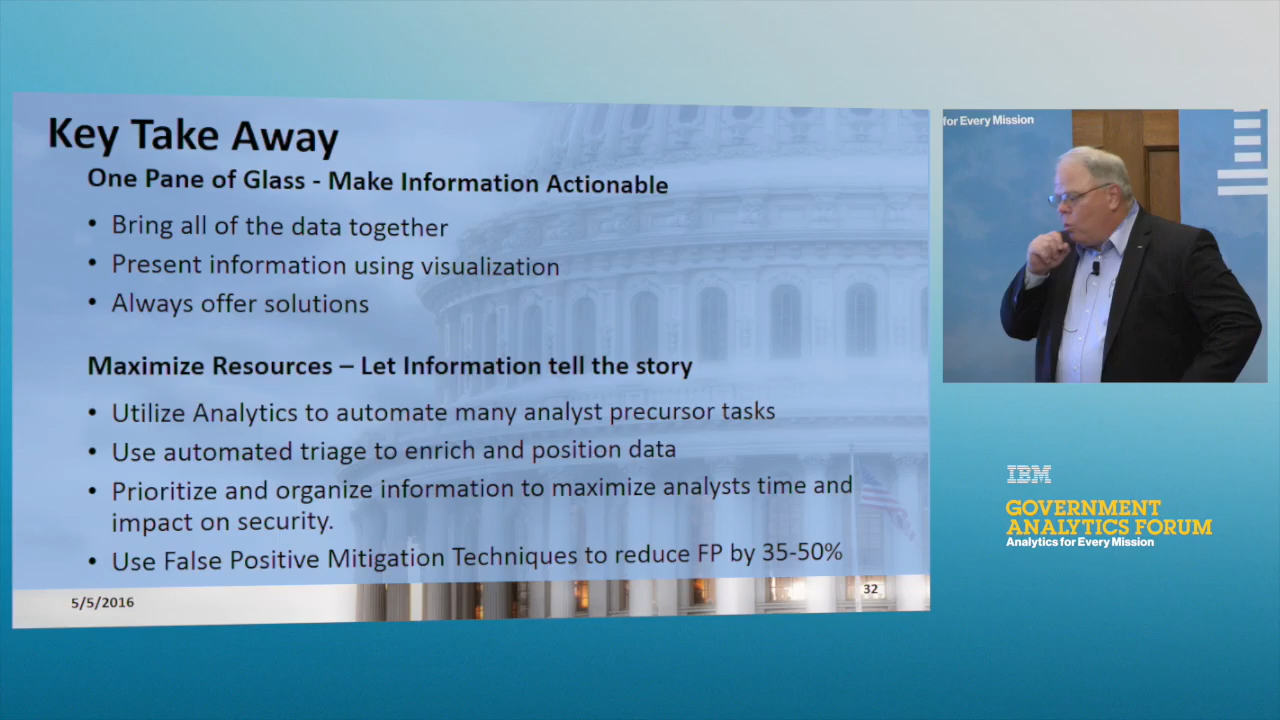 Key Take Away
One Pane of Glass - Make Information Actionable
• Bring all of the data together
• Present information using visualization
• Always offer solutions
Maximize Resources – Let Information tell the story
• Utilize Analytics to automate many analyst precursor tasks
• Use automated triage to enrich and position data
• Prioritize and organize information to maximize analysts time and
impact on security.
• Use False Positive Mitigation Techniques to reduce FP by 35-50%
5/5/2016
32
for Every Mission
IBM
GOVERNMENT
ANALYTICS FORUM
Analytics for Every Mission